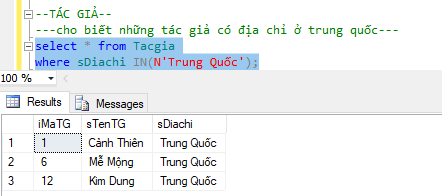 --TÁC GIẢ--
---cho biết những tác giả có địa chỉ ở trung quốc---
select * from Tacgia
where sDiachi IN(N'Trung Quốc');
100 %
Results Messages
iMaTG sTenTG sDiachi
1 1 Cảnh Thiên Trung Quốc
2 6 Mễ Mộng Trung Quốc
3 12 Kim Dung Trung Quốc